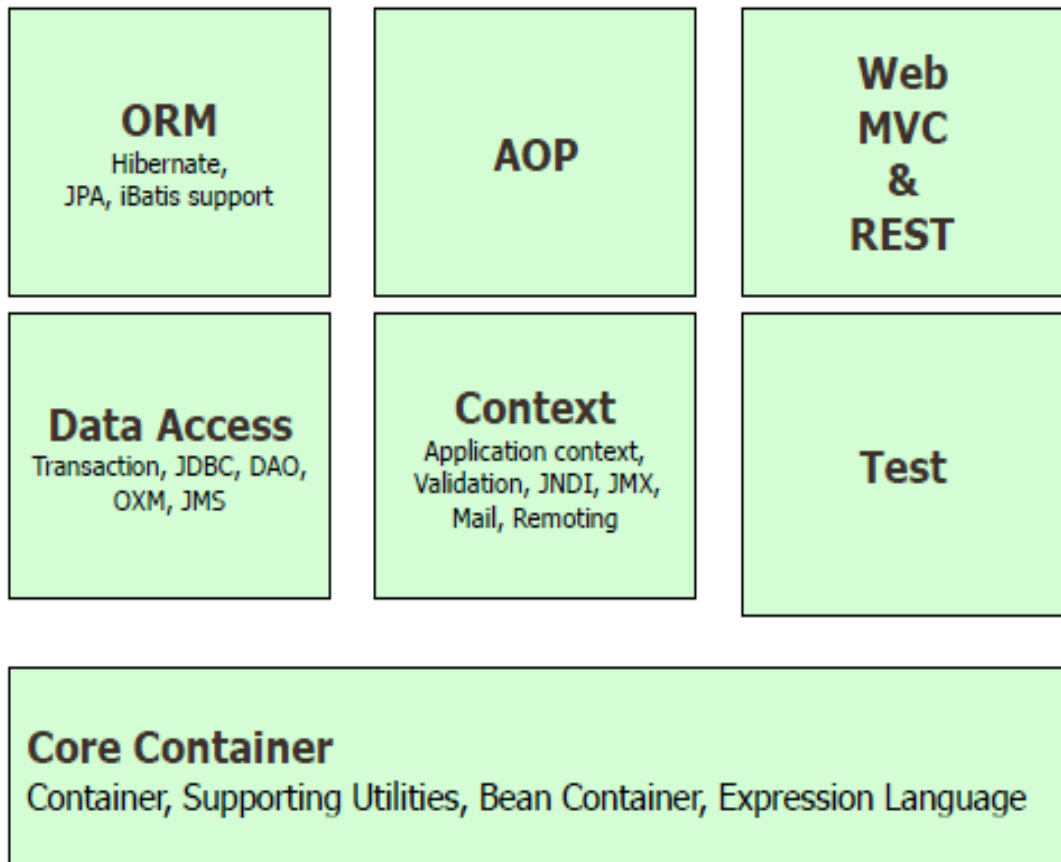 ORM
Hibernate,
JPA, iBatis support
AOP
Web
MVC
&
REST
Data Access
Transaction, JDBC, DAO,
OXM, JMS
Context
Application context,
Validation, JNDI, JMX,
Mail, Remoting
Test
Core Container
Container, Supporting Utilities, Bean Container, Expression Language